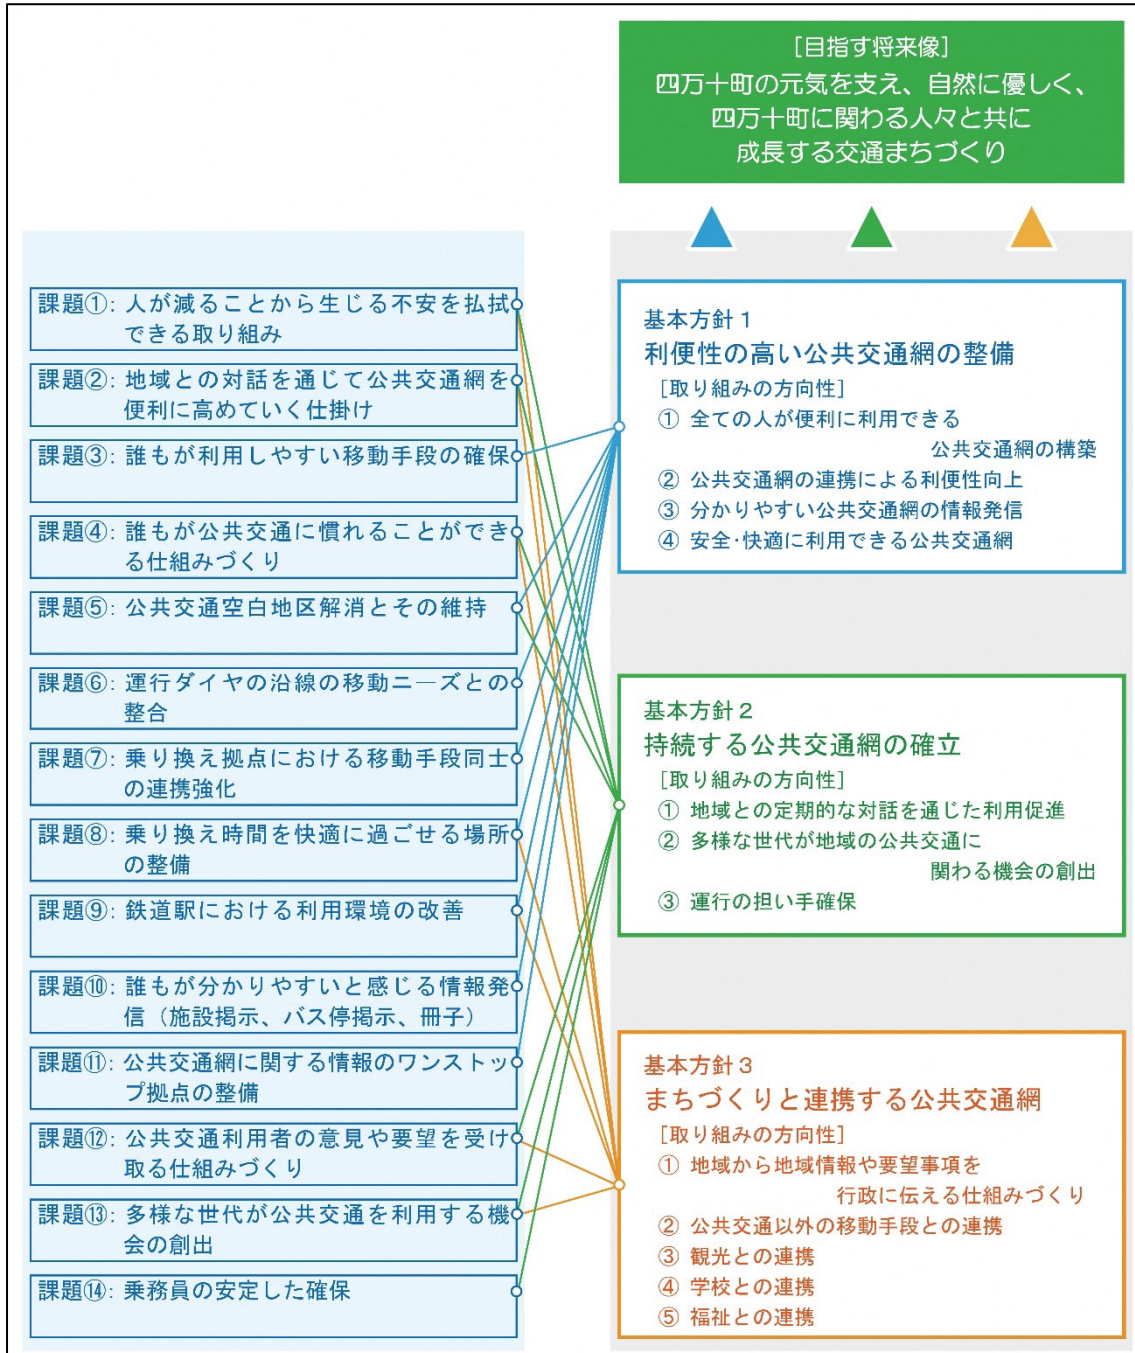 [目指す将来像]
四万十町の元気を支え、自然に優しく、
四万十町に関わる人々と共に
成長する交通まちづくり
課題①: 人が減ることから生じる不安を払拭
できる取り組み
課題②: 地域との対話を通じて公共交通網を
便利に高めていく仕掛け
課題③: 誰もが利用しやすい移動手段の確保
課題④: 誰もが公共交通に慣れることができ
る仕組みづくり
課題⑤: 公共交通空白地区解消とその維持
課題⑥: 運行ダイヤの沿線の移動ニーズとの
整合
課題⑦: 乗り換え拠点における移動手段同士
の連携強化
課題⑧: 乗り換え時間を快適に過ごせる場所
の整備
課題⑨: 鉄道駅における利用環境の改善
課題⑩: 誰もが分かりやすいと感じる情報発
信（施設掲示、バス停掲示、冊子）
課題⑪: 公共交通網に関する情報のワンストッ
プ拠点の整備
課題⑫: 公共交通利用者の意見や要望を受け
取る仕組みづくり
課題⑬: 多様な世代が公共交通を利用する機
会の創出
課題⑭: 乗務員の安定した確保
基本方針１
利便性の高い公共交通網の整備
[取り組みの方向性]
① 全ての人が便利に利用できる
公共交通網の構築
② 公共交通網の連携による利便性向上
③ 分かりやすい公共交通網の情報発信
④ 安全･快適に利用できる公共交通網
基本方針２
持続する公共交通網の確立
[取り組みの方向性]
① 地域との定期的な対話を通じた利用促進
② 多様な世代が地域の公共交通に
関わる機会の創出
③ 運行の担い手確保
基本方針３
まちづくりと連携する公共交通網
[取り組みの方向性]
① 地域から地域情報や要望事項を
行政に伝える仕組みづくり
② 公共交通以外の移動手段との連携
③ 観光との連携
④ 学校との連携
⑤ 福祉との連携